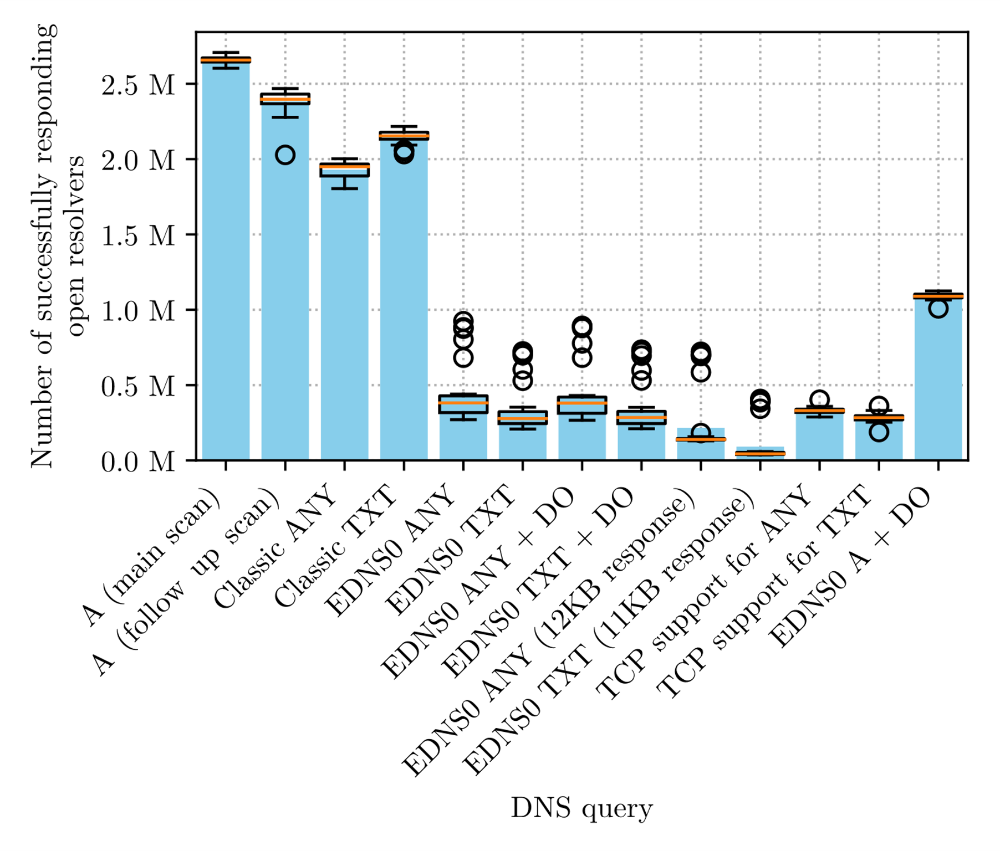 Number of successfully responding
open resolvers
2.5 M
2.0 M
1.5 M
1.0 M
0.5 M
0.0 M
A (main scan)
A (follow up scan)
Classic ANY
Classic TXT
EDNS0 ANY
EDNS0 TXT
EDNS0 ANY + DO
EDNS0 TXT + DO
EDNS0 ANY (12KB response)
EDNS0 TXT (11KB response)
TCP support for ANY
TCP support for TXT
EDNS0 A + DO
DNS query